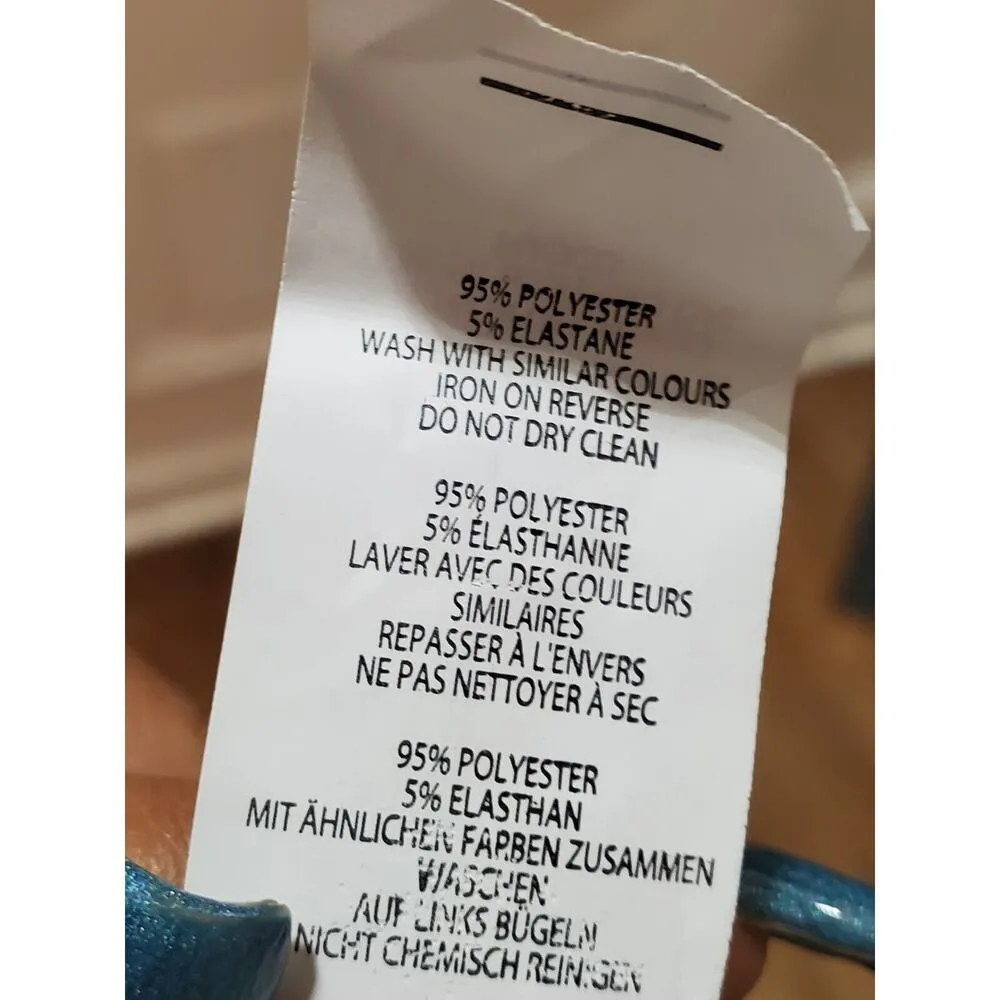 95% POLYESTER
5% ELASTANE
WASH WITH SIMILAR COLOURS
IRON ON REVERSE
DO NOT DRY CLEAN
95% POLYESTER
5% ÉLASTHANNE
LAVER AVEC DES COULEURS
SIMILAIRES
REPASSER À L'ENVERS
NE PAS NETTOYER À SEC
95% POLYESTER
5% ELASTHAN
MIT ÄHNLICHEN FARBEN ZUSAMMEN
WASCHEN
AUF LINKS BÜGELN
NICHT CHEMISCH REINIGEN